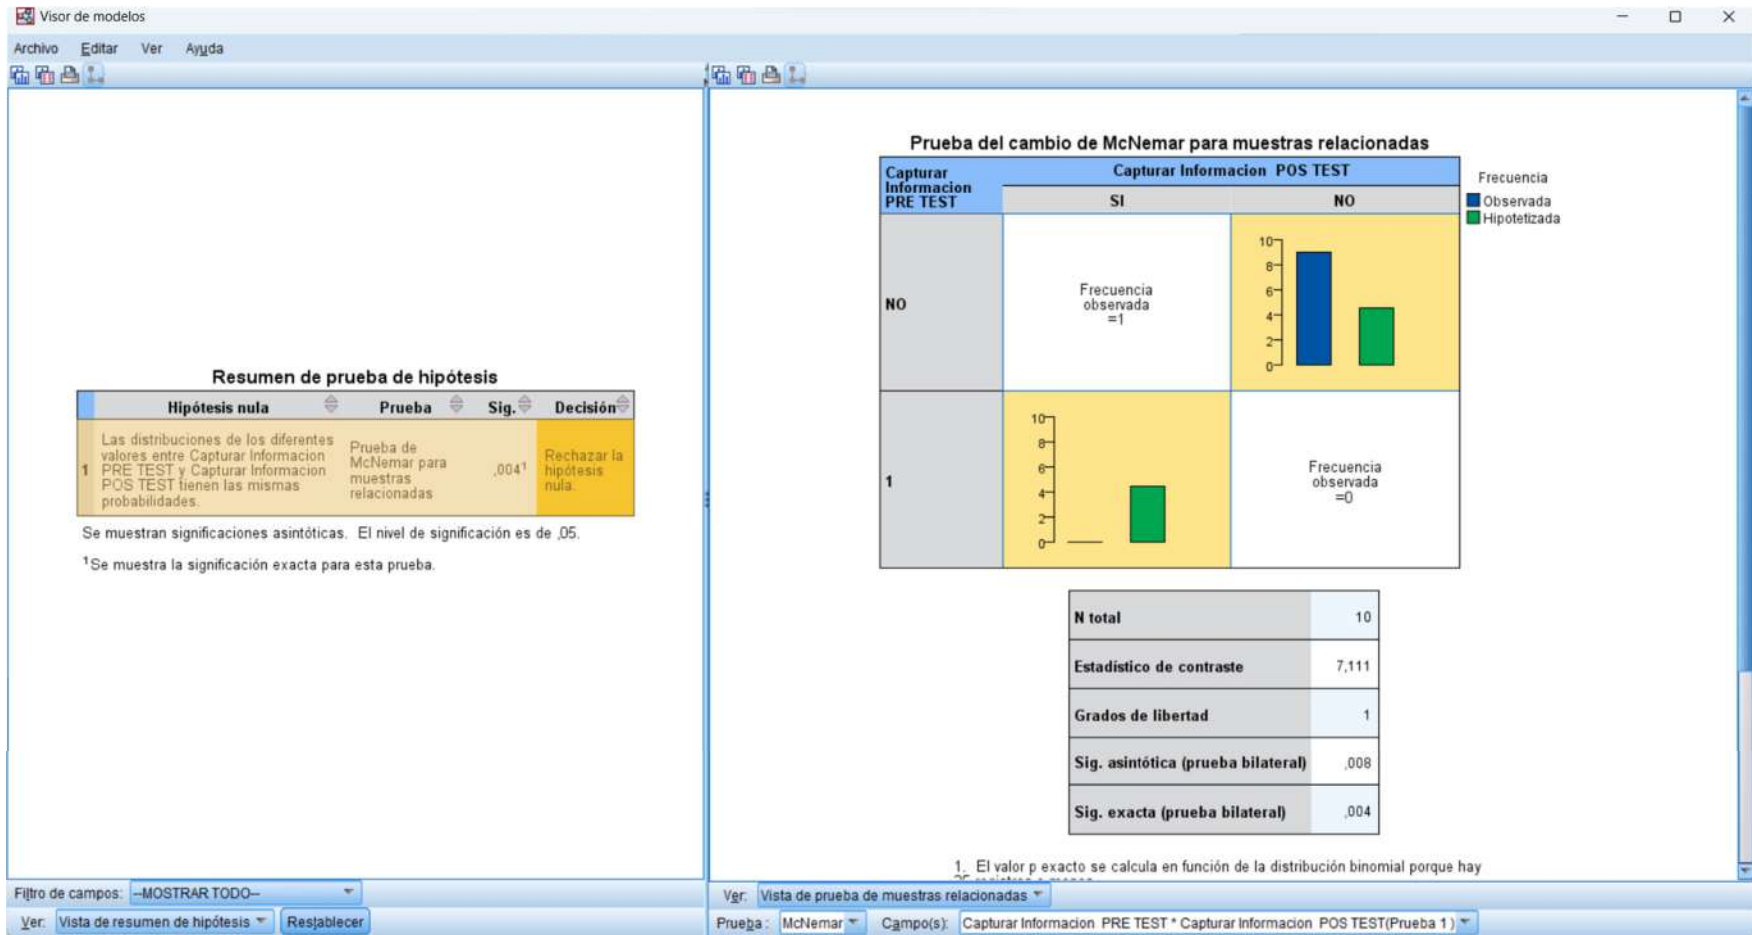 Visor de modelos
Archivo Editar Ver Ayuda
Resumen de prueba de hipótesis
Hipótesis nula Prueba Sig. Decisión
1
Las distribuciones de los diferentes
valores entre Capturar Informacion
PRE TEST y Capturar Informacion
POS TEST tienen las mismas
probabilidades.
Prueba de
McNemar para
muestras
relacionadas
,004¹
Rechazar la
hipótesis
nula.
Se muestran significaciones asintóticas. El nivel de significación es de ,05.
¹Se muestra la significación exacta para esta prueba.
Filtro de campos: --MOSTRAR TODO--
Ver: Vista de resumen de hipótesis Restablecer
Prueba del cambio de McNemar para muestras relacionadas
Capturar
Informacion
PRE TEST
Capturar Informacion POS TEST
SI NO
Frecuencia
Observada
Hipotetizada
NO
Frecuencia
observada
=1
10
8
6
4
2
0
1
10
8
6
4
2
0
Frecuencia
observada
=0
N total 10
Estadístico de contraste 7,111
Grados de libertad 1
Sig. asintótica (prueba bilateral) ,008
Sig. exacta (prueba bilateral) ,004
1. El valor p exacto se calcula en función de la distribución binomial porque hay
Ver: Vista de prueba de muestras relacionadas
Prueba: McNemar Campo(s): Capturar Informacion PRE TEST * Capturar Informacion POS TEST(Prueba 1)